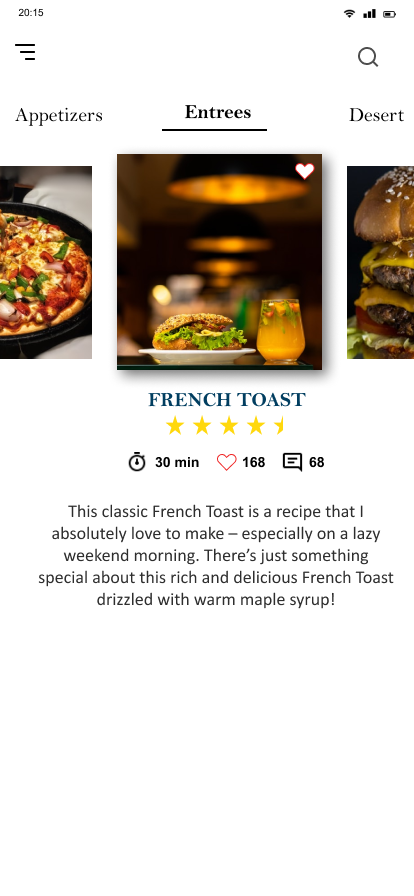 20:15
Appetizers Entrees Desert
FRENCH TOAST
30 min 168 68
This classic French Toast is a recipe that I
absolutely love to make – especially on a lazy
weekend morning. There’s just something
special about this rich and delicious French Toast
drizzled with warm maple syrup!